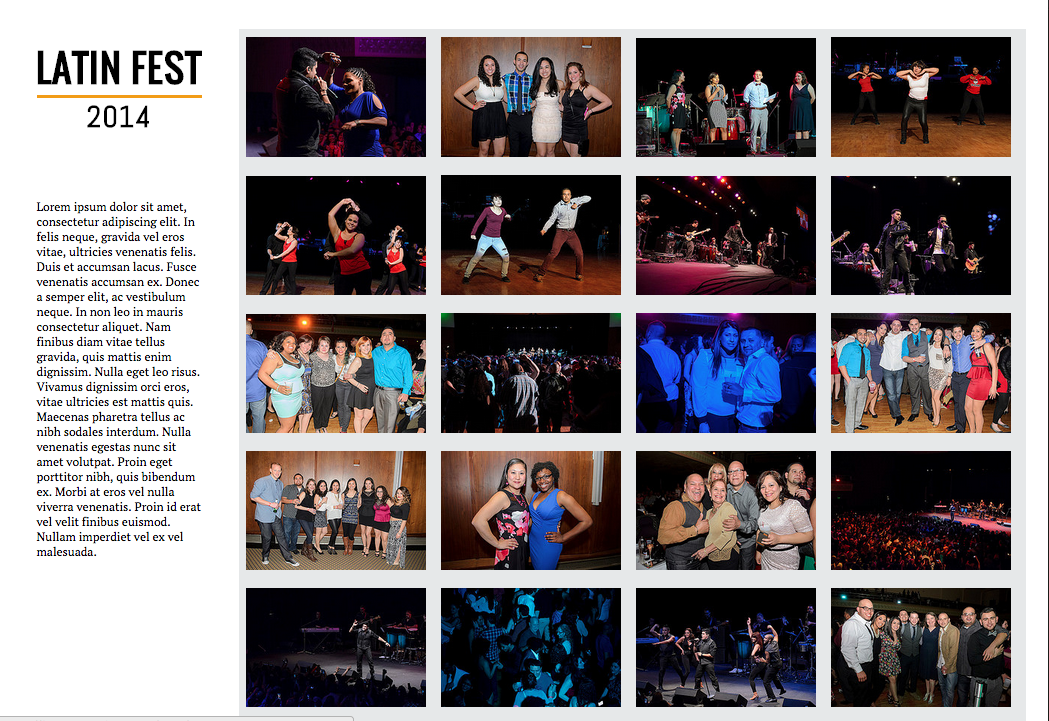 LATIN FEST
2014
Lorem ipsum dolor sit amet,
consectetur adipiscing elit. In
felis neque, gravida vel eros
vitae, ultricies venenatis felis.
Duis et accumsan lacus. Fusce
venenatis accumsan ex. Donec
a semper elit, ac vestibulum
neque. In non leo in mauris
consectetur aliquet. Nam
finibus diam vitae tellus
gravida, quis mattis enim
dignissim. Nulla eget leo risus.
Vivamus dignissim orci eros,
vitae ultricies est mattis quis.
Maecenas pharetra tellus ac
nibh sodales interdum. Nulla
venenatis egestas nunc sit
amet volutpat. Proin eget
porttitor nibh, quis bibendum
ex. Morbi at eros vel nulla
viverra venenatis. Proin id erat
vel velit finibus euismod.
Nullam imperdiet vel ex vel
malesuada.